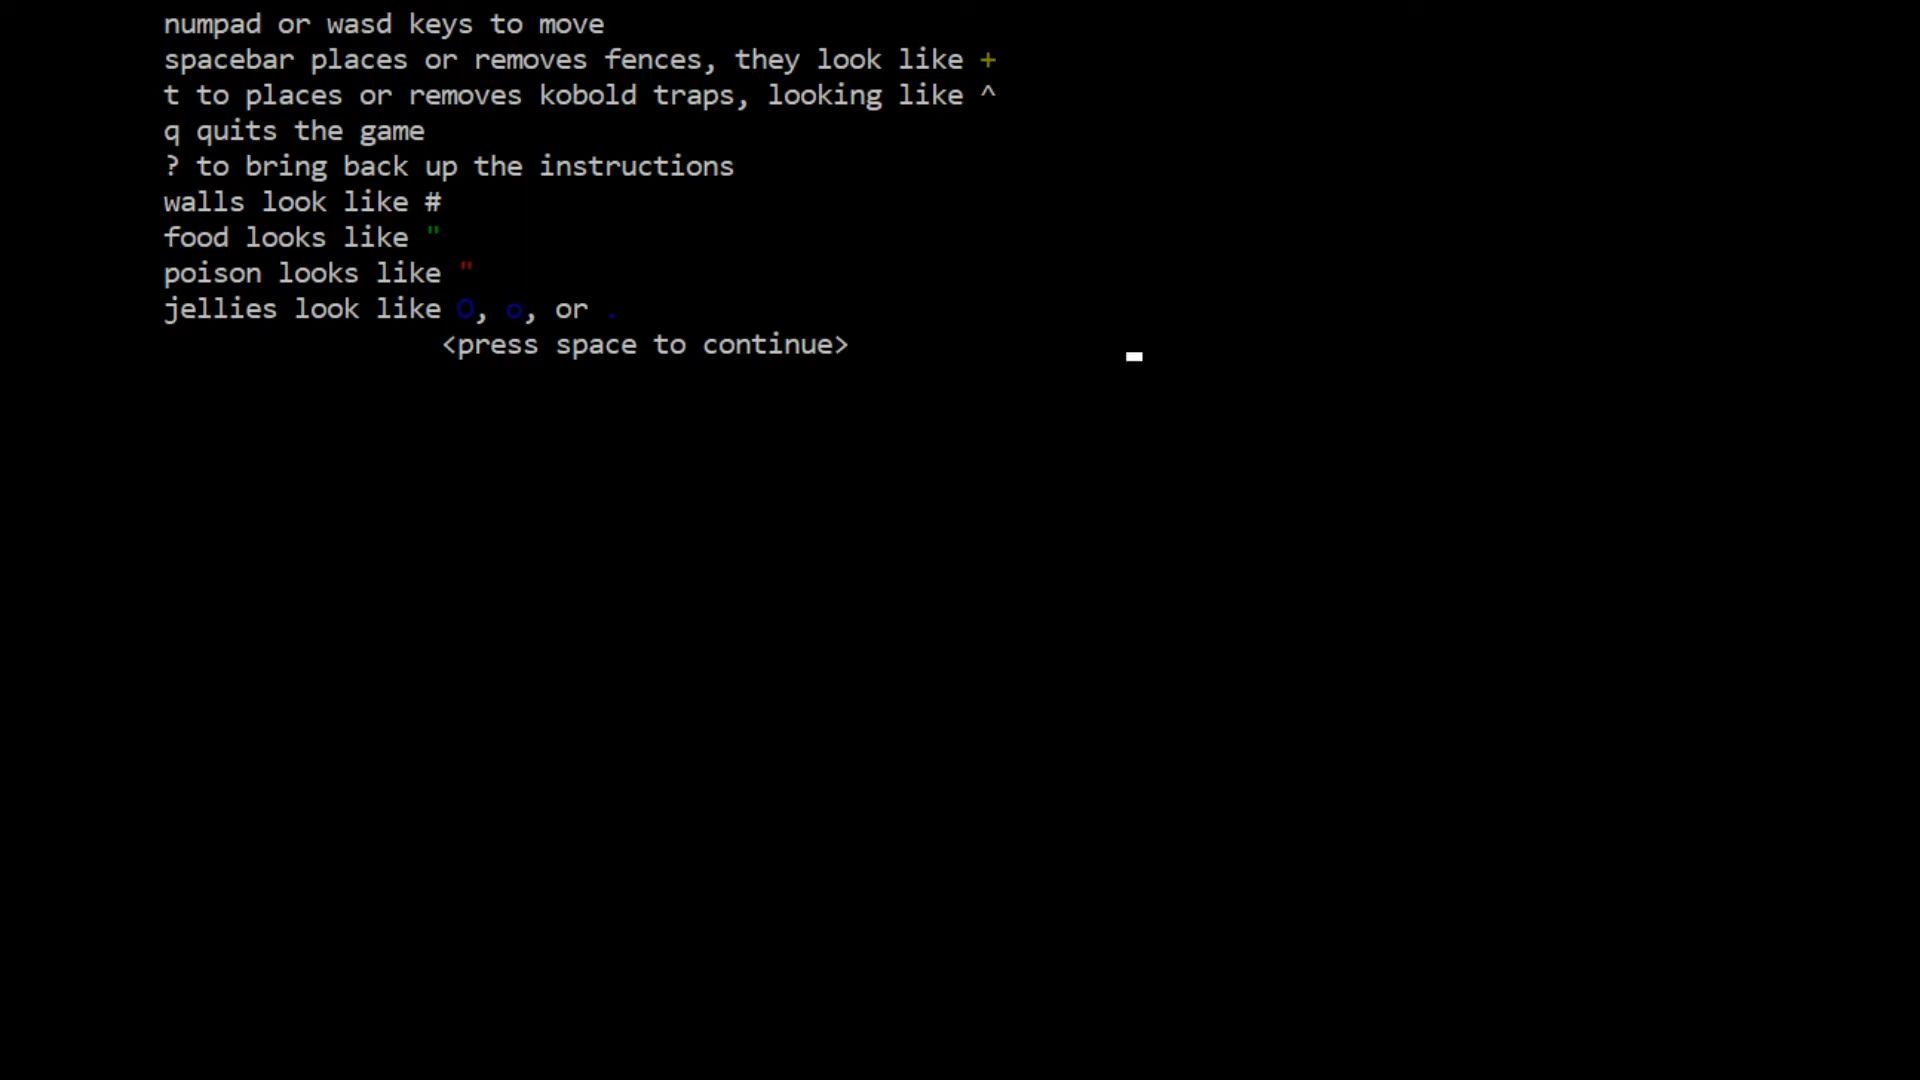 numpad or wasd keys to move
spacebar places or removes fences, they look like +
t to places or removes kobold traps, looking like ^
q quits the game
? to bring back up the instructions
walls look like #
food looks like "
poison looks like "
jellies look like O, o, or .
<press space to continue>